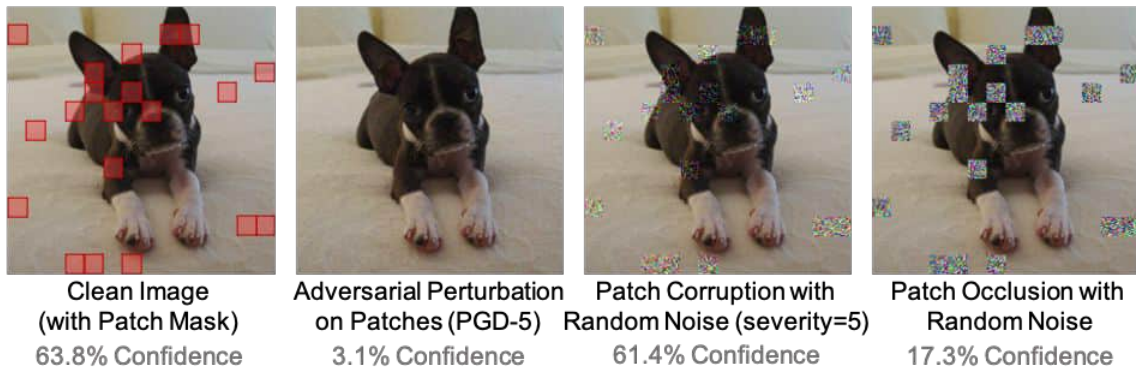 Clean Image
(with Patch Mask)
63.8% Confidence
Adversarial Perturbation
on Patches (PGD-5)
3.1% Confidence
Patch Corruption with
Random Noise (severity=5)
61.4% Confidence
Patch Occlusion with
Random Noise
17.3% Confidence